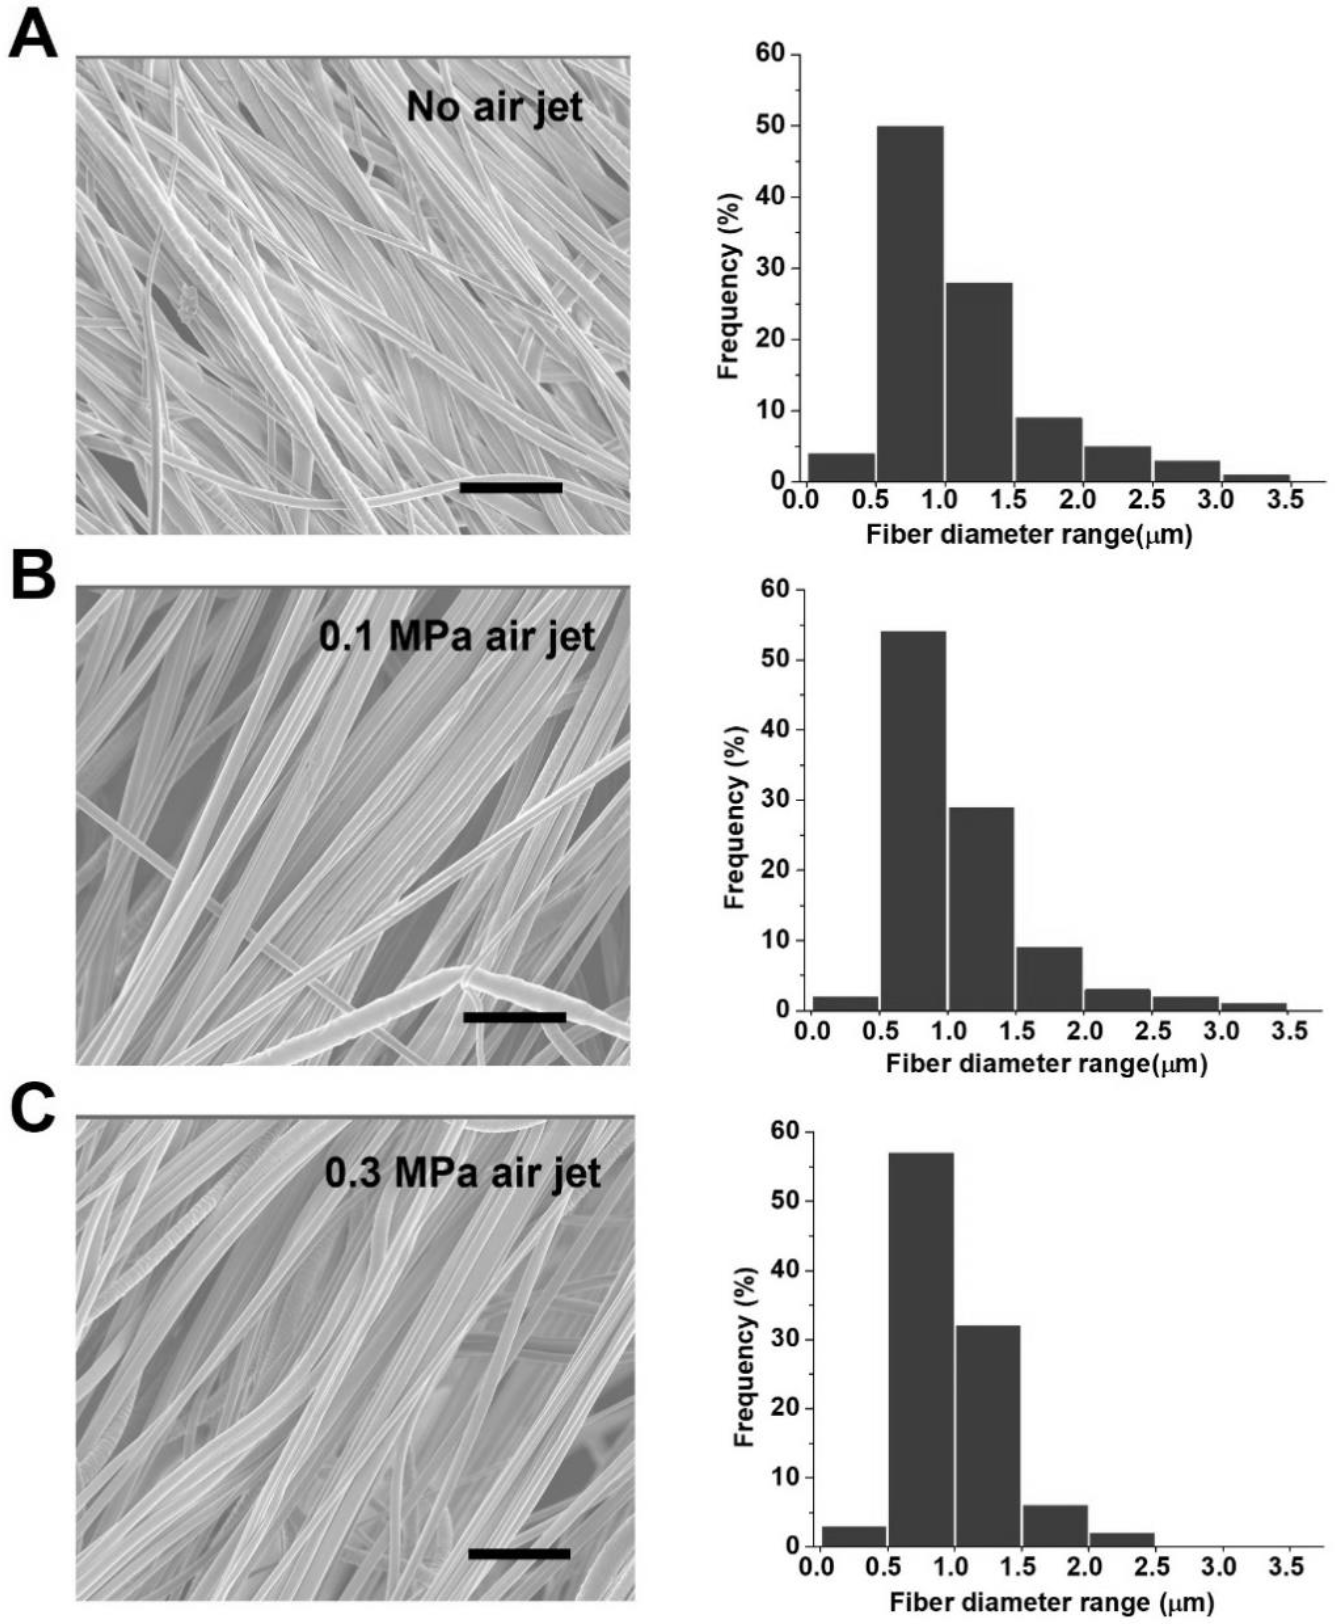 A
No air jet
60
50
40
30
20
10
0
Frequency (%)
0.0 0.5 1.0 1.5 2.0 2.5 3.0 3.5
Fiber diameter range(μm)
B
0.1 MPa air jet
60
50
40
30
20
10
0
Frequency (%)
0.0 0.5 1.0 1.5 2.0 2.5 3.0 3.5
Fiber diameter range(μm)
C
0.3 MPa air jet
60
50
40
30
20
10
0
Frequency (%)
0.0 0.5 1.0 1.5 2.0 2.5 3.0 3.5
Fiber diameter range (μm)